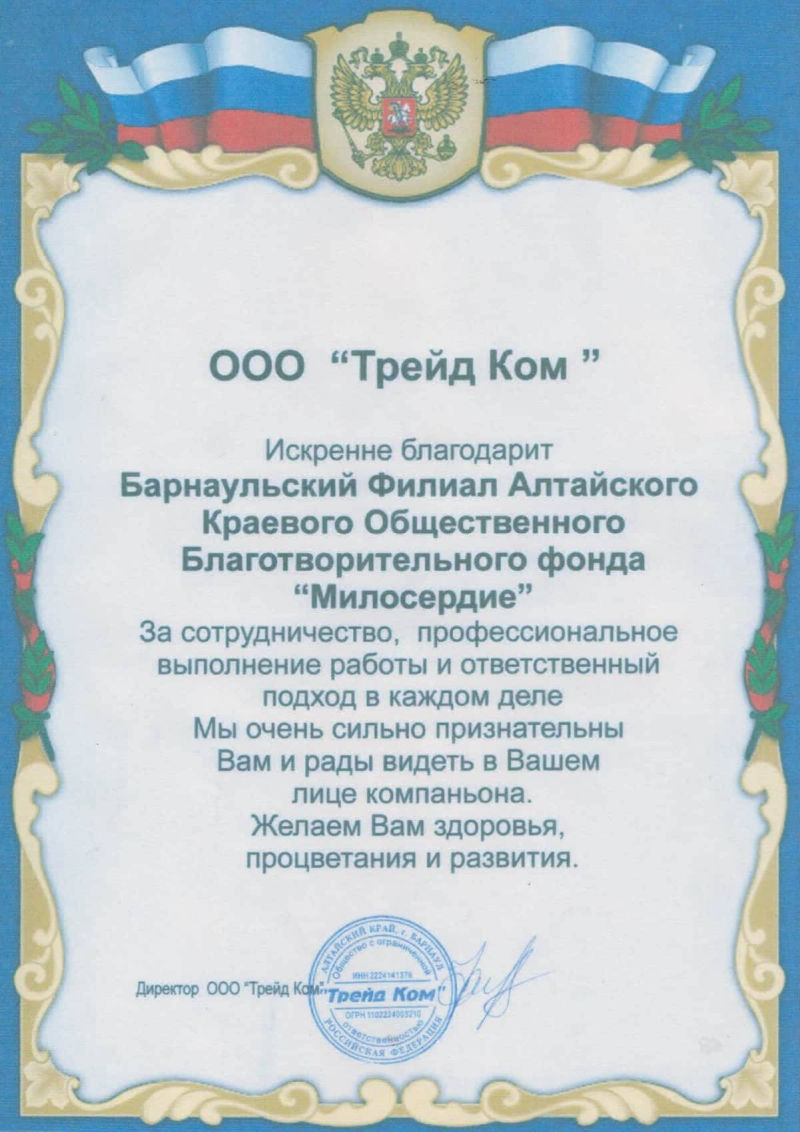 ООО “Трейд Ком ”
Искренне благодарит
Барнаульский Филиал Алтайского
Краевого Общественного
Благотворительного фонда
“Милосердие”
За сотрудничество, профессиональное
выполнение работы и ответственный
подход в каждом деле
Мы очень сильно признательны
Вам и рады видеть в Вашем
лице компаньона.
Желаем Вам здоровья,
процветания и развития.
Директор ООО “Трейд Ком”
АЛТАЙСКИЙ КРАЙ, г. БАРНАУЛ
Общество с ограниченной
ИНН 2224141376
"Трейд Ком"
ОГРН 1102224003210
ответственностью
РОССИЙСКАЯ ФЕДЕРАЦИЯ